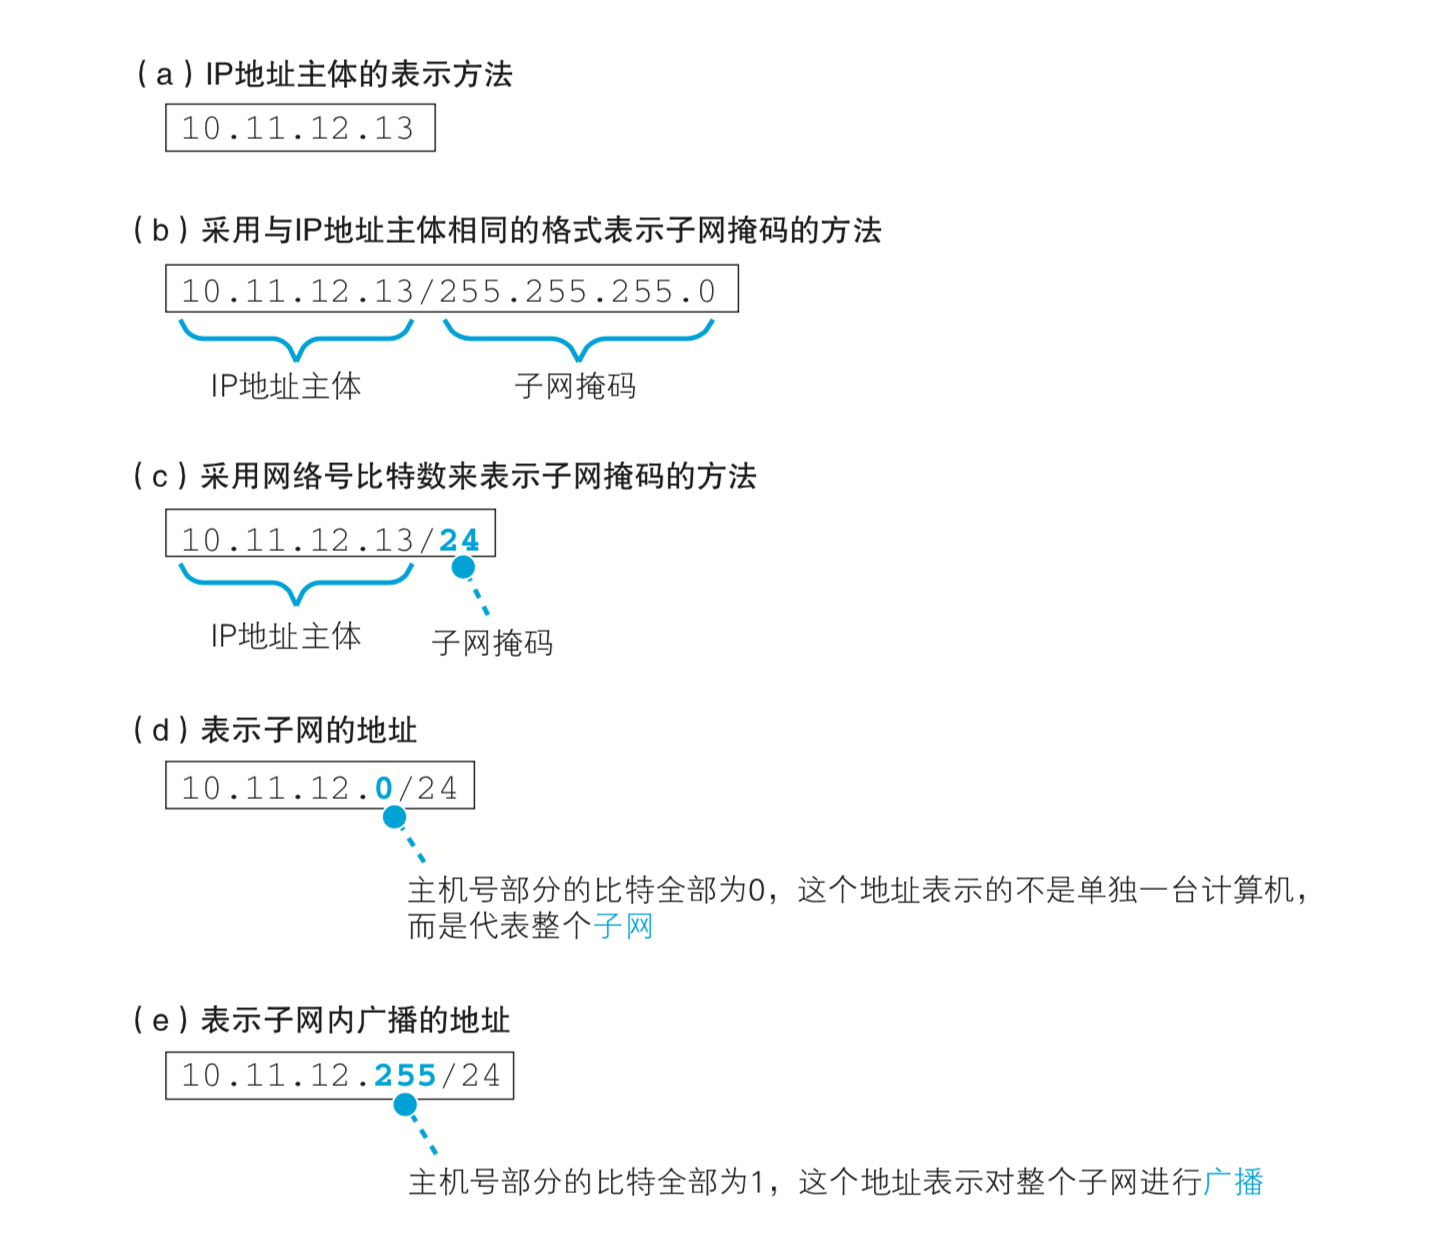 (a)IP地址主体的表示方法
10.11.12.13
(b)采用与IP地址主体相同的格式表示子网掩码的方法
10.11.12.13/255.255.255.0
IP地址主体 子网掩码
(c)采用网络号比特数来表示子网掩码的方法
10.11.12.13/24
IP地址主体 子网掩码
(d)表示子网的地址
10.11.12.0/24
主机号部分的比特全部为0，这个地址表示的不是单独一台计算机，
而是代表整个子网
(e)表示子网内广播的地址
10.11.12.255/24
主机号部分的比特全部为1，这个地址表示对整个子网进行广播